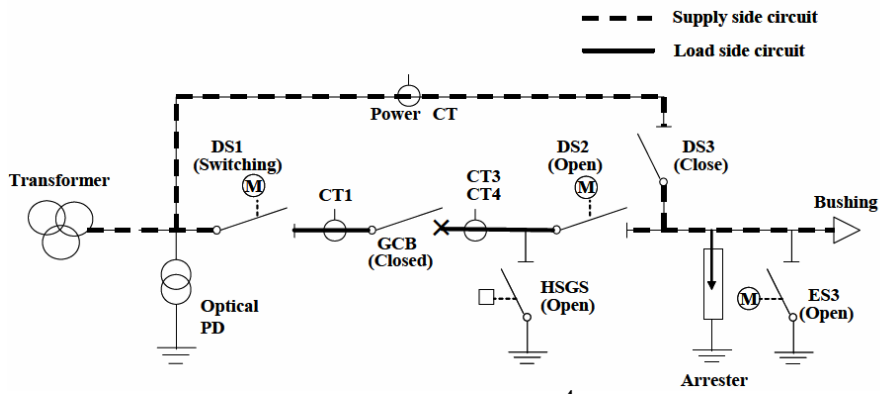 Supply side circuit
Load side circuit
Power CT
DS1
(Switching)
M
DS2
(Open)
M
DS3
(Close)
Transformer
CT1
CT3
CT4
Bushing
GCB
(Closed)
HSGS
(Open)
M
ES3
(Open)
Optical
PD
Arrester